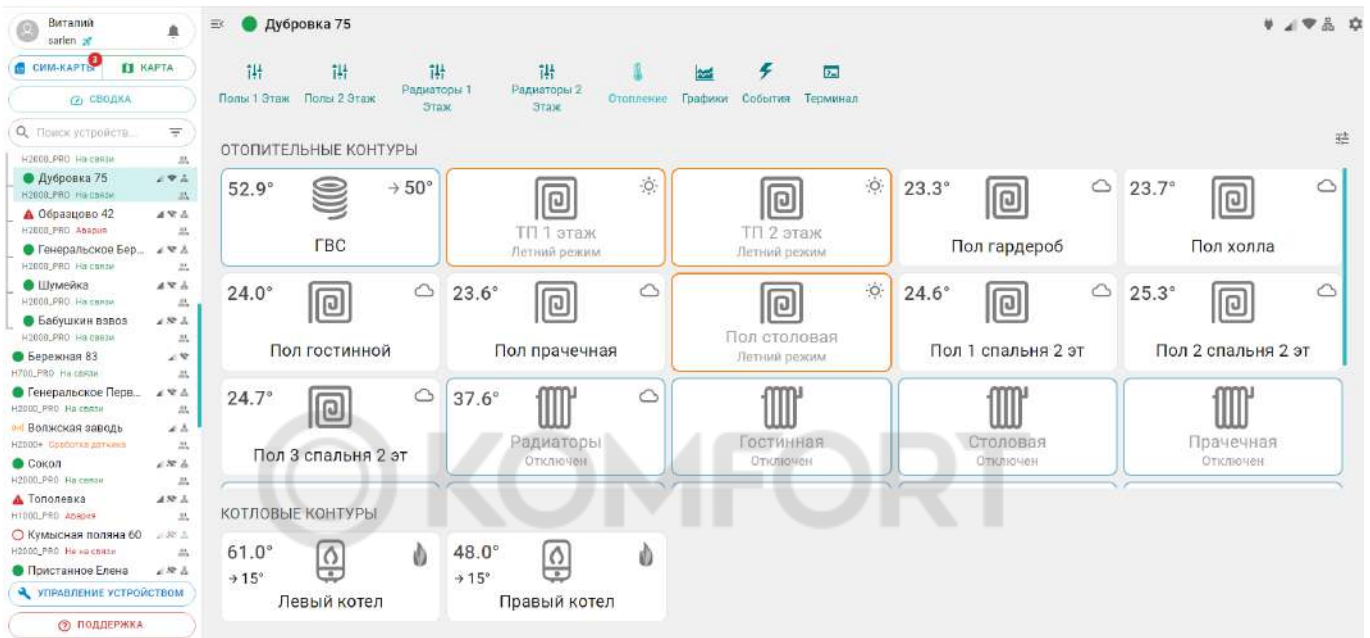 Виталий
sarlen
СИМ-КАРТЫ 3
КАРТА
СВОДКА
Поиск устройств...
H2000_PRO На связи
Дубровка 75
H2000_PRO На связи
Образцово 42
H2000_PRO Авария
Генеральское Бер...
H2000_PRO На связи
Шумейка
H2000_PRO На связи
Бабушкин взвоз
H2000_PRO На связи
Бережная 83
H700_PRO На связи
Генеральское Перв...
H2000_PRO На связи
Волжская заводь
H2000+ Сработка датчика
Сокол
H2000_PRO На связи
Тополевка
H1000_PRO Авария
Кумысная поляна 60
H2000_PRO Не на связи
Пристанное Елена
УПРАВЛЕНИЕ УСТРОЙСТВОМ
ПОДДЕРЖКА
Дубровка 75
Полы 1 Этаж
Полы 2 Этаж
Радиаторы 1
Этаж
Радиаторы 2
Этаж
Отопление
Графики
События
Терминал
ОТОПИТЕЛЬНЫЕ КОНТУРЫ
52.9°
→ 50°
ГВС
ТП 1 этаж
Летний режим
ТП 2 этаж
Летний режим
23.3°
Пол гардероб
23.7°
Пол холла
24.0°
Пол гостинной
23.6°
Пол прачечная
Пол столовая
Летний режим
24.6°
Пол 1 спальня 2 эт
25.3°
Пол 2 спальня 2 эт
24.7°
Пол 3 спальня 2 эт
37.6°
Радиаторы
Отключен
Гостинная
Отключен
Столовая
Отключен
Прачечная
Отключен
КОТЛОВЫЕ КОНТУРЫ
61.0°
→ 15°
Левый котел
48.0°
→ 15°
Правый котел
OKOMFORT